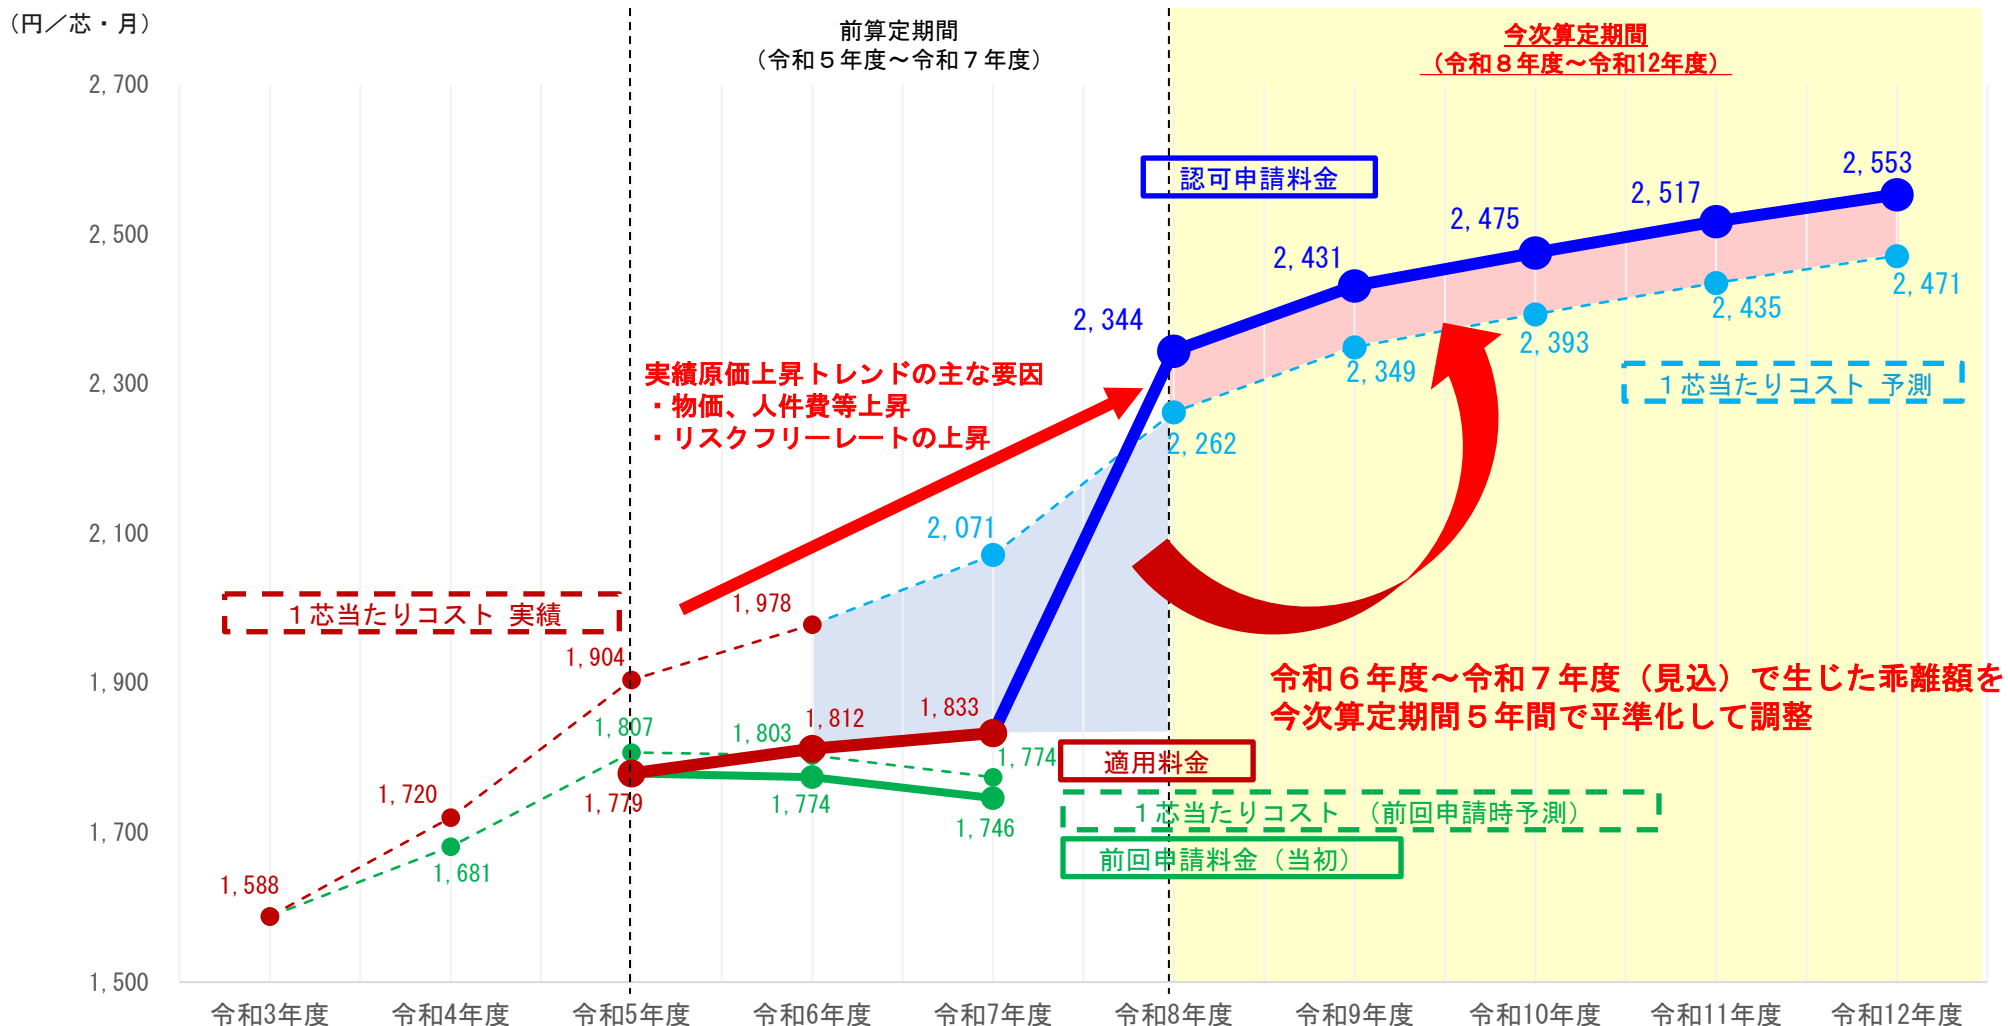 （円／芯・月）
前算定期間
（令和５年度～令和７年度）
今次算定期間
（令和８年度～令和12年度）
2,700
2,500
2,300
2,100
1,900
1,700
1,500
認可申請料金
2,344
2,431
2,475
2,517
2,553
2,262
2,349
2,393
2,435
2,471
１芯当たりコスト 予測
実績原価上昇トレンドの主な要因
・物価、人件費等上昇
・リスクフリーレートの上昇
2,071
１芯当たりコスト 実績
1,588
1,720
1,904
1,978
1,681
1,807
1,803
1,774
1,779
1,812
1,833
1,774
1,746
令和６年度～令和７年度（見込）で生じた乖離額を
今次算定期間５年間で平準化して調整
適用料金
１芯当たりコスト （前回申請時予測）
前回申請料金（当初）
令和3年度
令和4年度
令和5年度
令和6年度
令和7年度
令和8年度
令和9年度
令和10年度
令和11年度
令和12年度